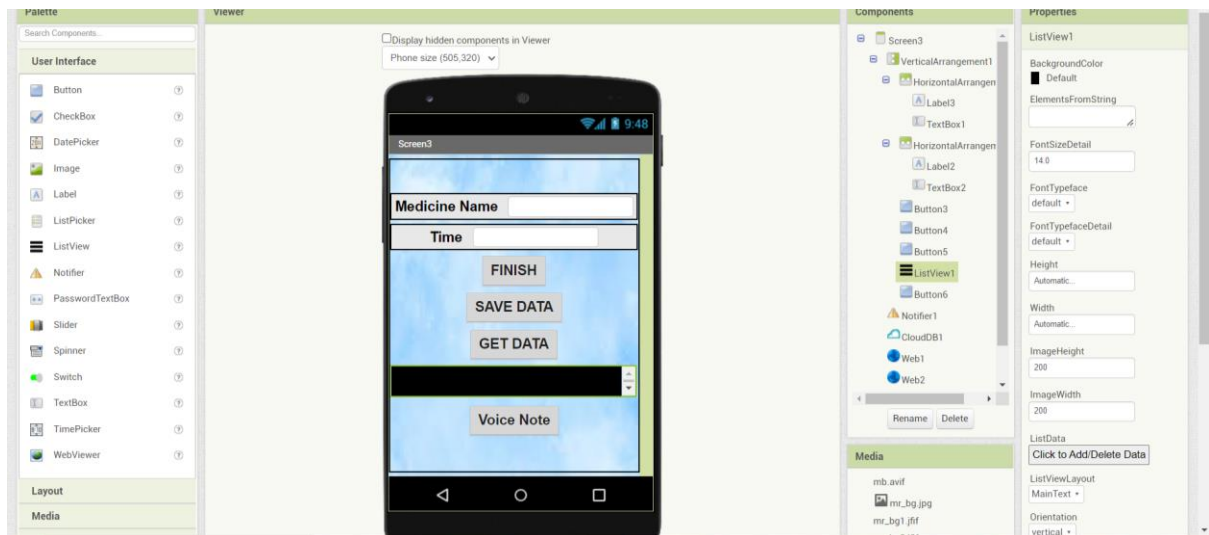 Palette
Search Components...
User Interface
Button
CheckBox
DatePicker
Image
Label
ListPicker
ListView
Notifier
PasswordTextBox
Slider
Spinner
Switch
TextBox
TimePicker
WebViewer
Layout
Media
Viewer
Display hidden components in Viewer
Phone size (505,320)
9:48
Screen3
Medicine Name
Time
FINISH
SAVE DATA
GET DATA
Voice Note
Components
Screen3
VerticalArrangement1
HorizontalArrangen
Label3
TextBox1
HorizontalArrangen
Label2
TextBox2
Button3
Button4
Button5
ListView1
Button6
Notifier1
CloudDB1
Web1
Web2
Rename Delete
Media
mb.avif
mr_bg.jpg
mr_bg1.jfif
Properties
ListView1
BackgroundColor
Default
ElementsFromString
FontSizeDetail
14.0
FontTypeface
default
FontTypefaceDetail
default
Height
Automatic...
Width
Automatic...
ImageHeight
200
ImageWidth
200
ListData
Click to Add/Delete Data
ListViewLayout
MainText
Orientation
vertical